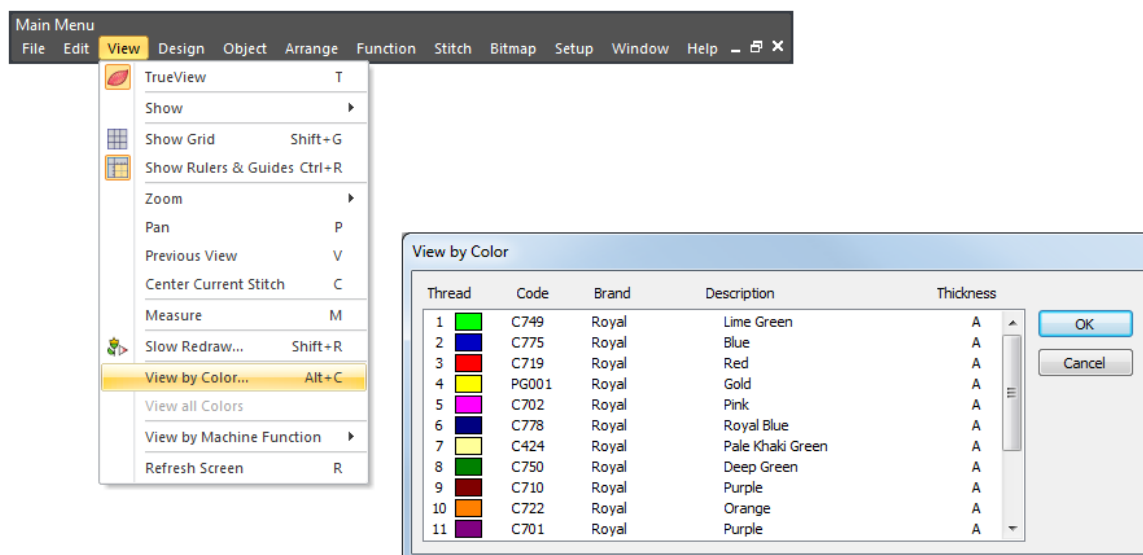 Main Menu
File Edit View Design Object Arrange Function Stitch Bitmap Setup Window Help
TrueView T
Show
Show Grid Shift+G
Show Rulers & Guides Ctrl+R
Zoom
Pan P
Previous View V
Center Current Stitch C
Measure M
Slow Redraw... Shift+R
View by Color... Alt+C
View all Colors
View by Machine Function
Refresh Screen R
View by Color
Thread Code Brand Description Thickness
1 C749 Royal Lime Green A
2 C775 Royal Blue A
3 C719 Royal Red A
4 PG001 Royal Gold A
5 C702 Royal Pink A
6 C778 Royal Royal Blue A
7 C424 Royal Pale Khaki Green A
8 C750 Royal Deep Green A
9 C710 Royal Purple A
10 C722 Royal Orange A
11 C701 Royal Purple A
OK
Cancel